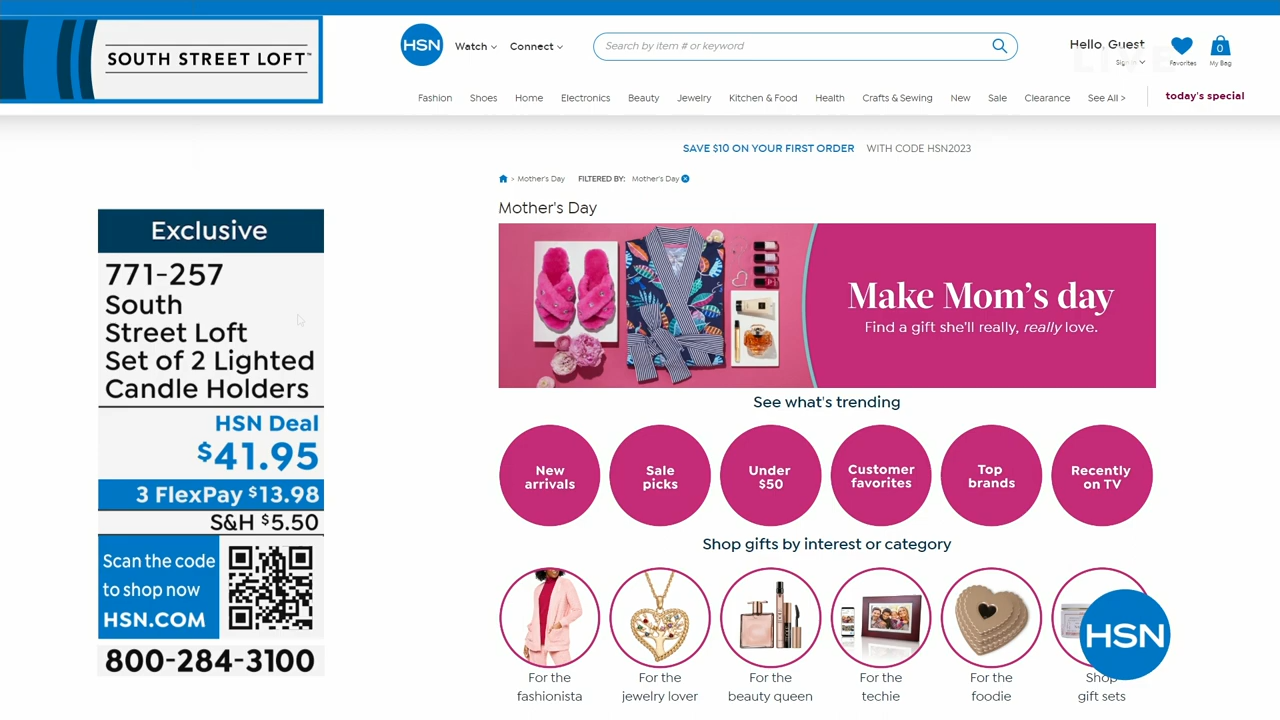 SOUTH STREET LOFT™
HSN
Watch
Connect
Search by item # or keyword
Hello, Guest
Sign In
Favorites
0
My Bag
LIVE
Fashion
Shoes
Home
Electronics
Beauty
Jewelry
Kitchen & Food
Health
Crafts & Sewing
New
Sale
Clearance
See All >
today's special
SAVE $10 ON YOUR FIRST ORDER WITH CODE HSN2023
> Mother's Day FILTERED BY: Mother's Day
Mother's Day
Make Mom's day
Find a gift she'll really, really love.
See what's trending
New
arrivals
Sale
picks
Under
$50
Customer
favorites
Top
brands
Recently
on TV
Shop gifts by interest or category
For the
fashionista
For the
jewelry lover
For the
beauty queen
For the
techie
For the
foodie
Shop
gift sets
HSN
Exclusive
771-257
South
Street Loft
Set of 2 Lighted
Candle Holders
HSN Deal
$41.95
3 FlexPay $13.98
S&H $5.50
Scan the code
to shop now
HSN.COM
800-284-3100